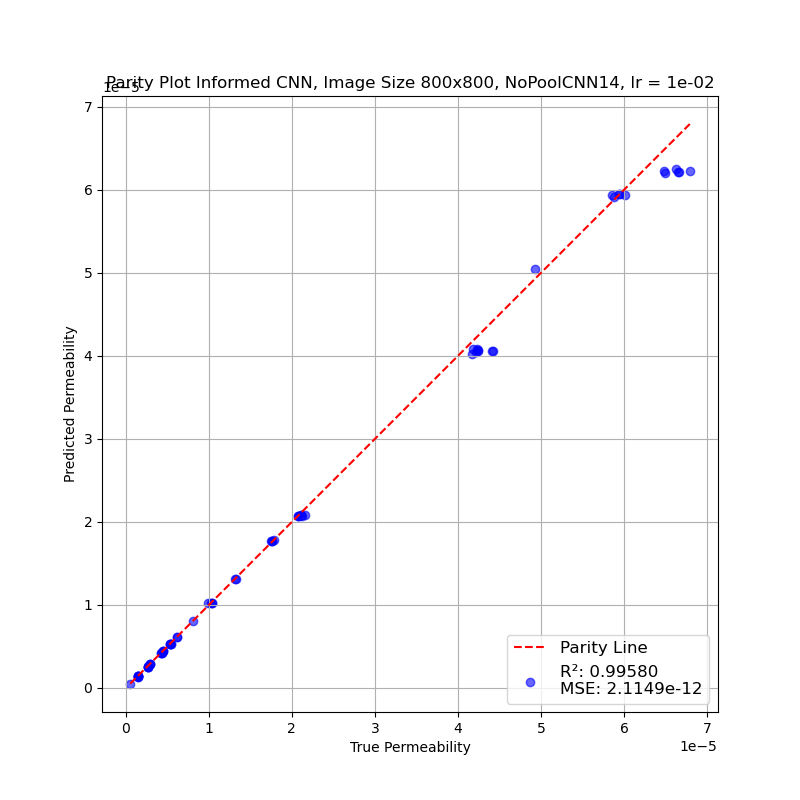 Parity Plot Informed CNN, Image Size 800x800, NoPoolCNN14, lr = 1e-02
1e−5
7
6
5
4
3
2
1
0
Predicted Permeability
Parity Line
R²: 0.99580
MSE: 2.1149e-12
0 1 2 3 4 5 6 7
True Permeability
1e−5